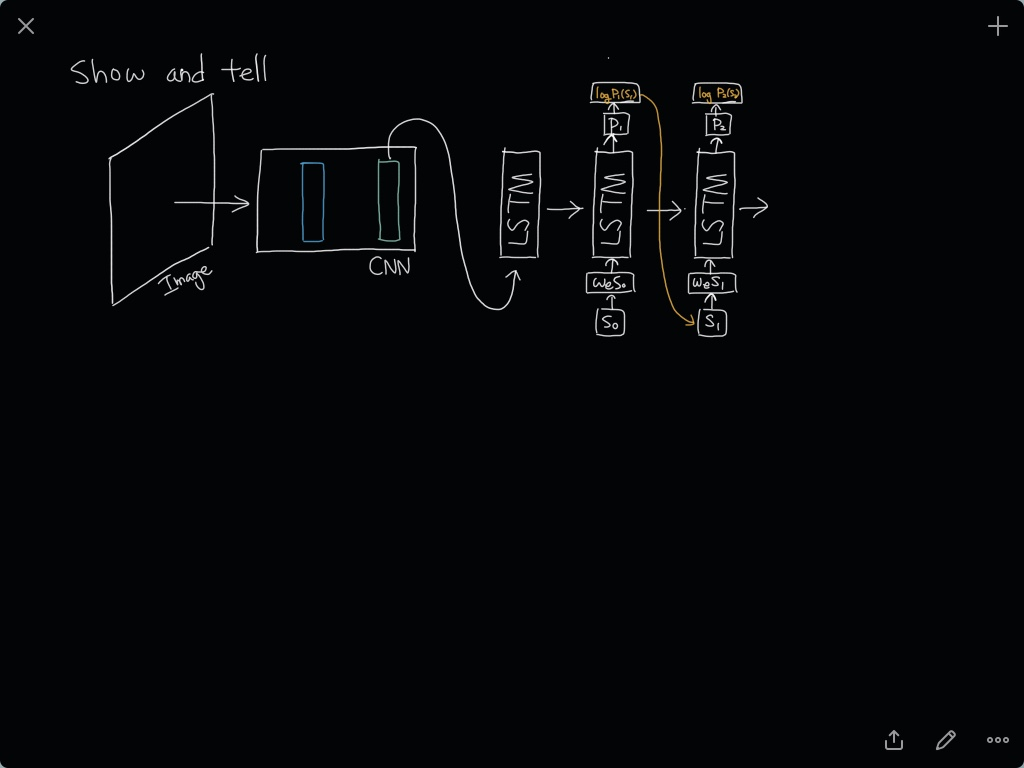 Show and tell
log P₁(S₁)
log P₂(S₂)
P₁
P₂
LSTM
LSTM
LSTM
CNN
Image
WeS₀
WeS₁
S₀
S₁